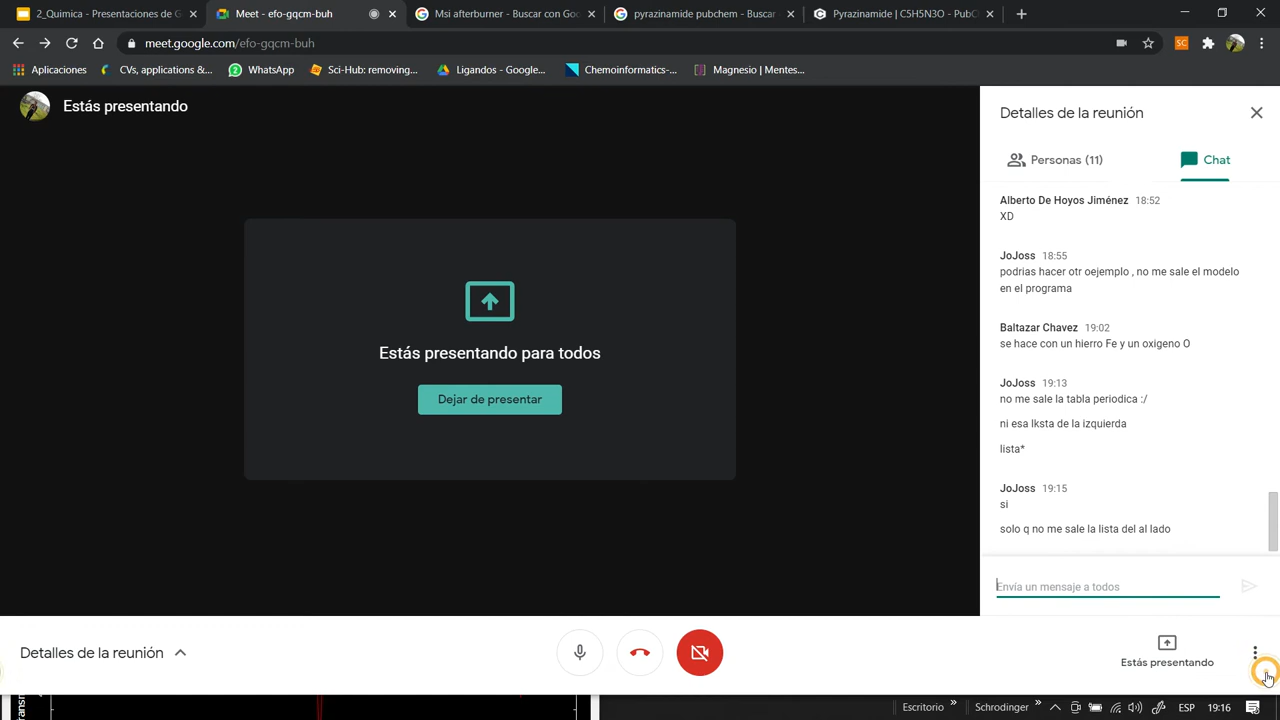 2_Quimica - Presentaciones de G
Meet - efo-gqcm-buh
Msi afterburner - Buscar con Goo
pyrazinamide pubchem - Buscar
Pyrazinamide | C5H5N3O - PubC
meet.google.com/efo-gqcm-buh
Aplicaciones
CVs, applications &...
WhatsApp
Sci-Hub: removing...
Ligandos - Google...
Chemoinformatics-...
Magnesio | Mentes...
Estás presentando
Detalles de la reunión
Personas (11)
Chat
Alberto De Hoyos Jiménez 18:52
XD
JoJoss 18:55
podrias hacer otr oejemplo , no me sale el modelo
en el programa
Baltazar Chavez 19:02
se hace con un hierro Fe y un oxigeno O
JoJoss 19:13
no me sale la tabla periodica :/
ni esa lksta de la izquierda
lista*
JoJoss 19:15
si
solo q no me sale la lista del al lado
Estás presentando para todos
Dejar de presentar
Envía un mensaje a todos
Detalles de la reunión
Estás presentando
Escritorio
Schrodinger
ESP
19:16